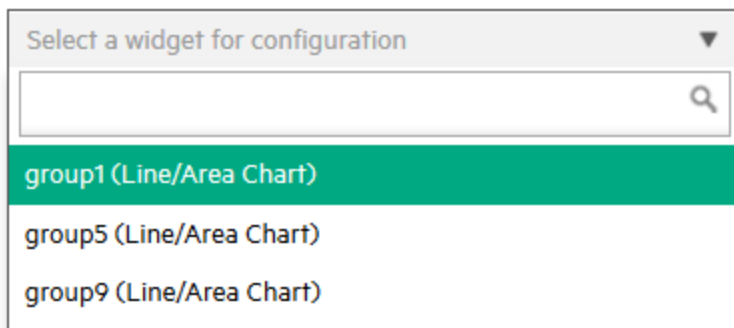 Select a widget for configuration
group1 (Line/Area Chart)
group5 (Line/Area Chart)
group9 (Line/Area Chart)